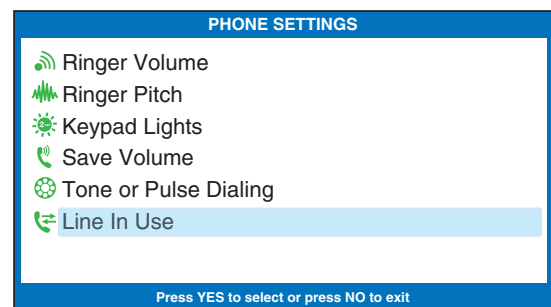 PHONE SETTINGS
Ringer Volume
Ringer Pitch
Keypad Lights
Save Volume
Tone or Pulse Dialing
Line In Use
Press YES to select or press NO to exit